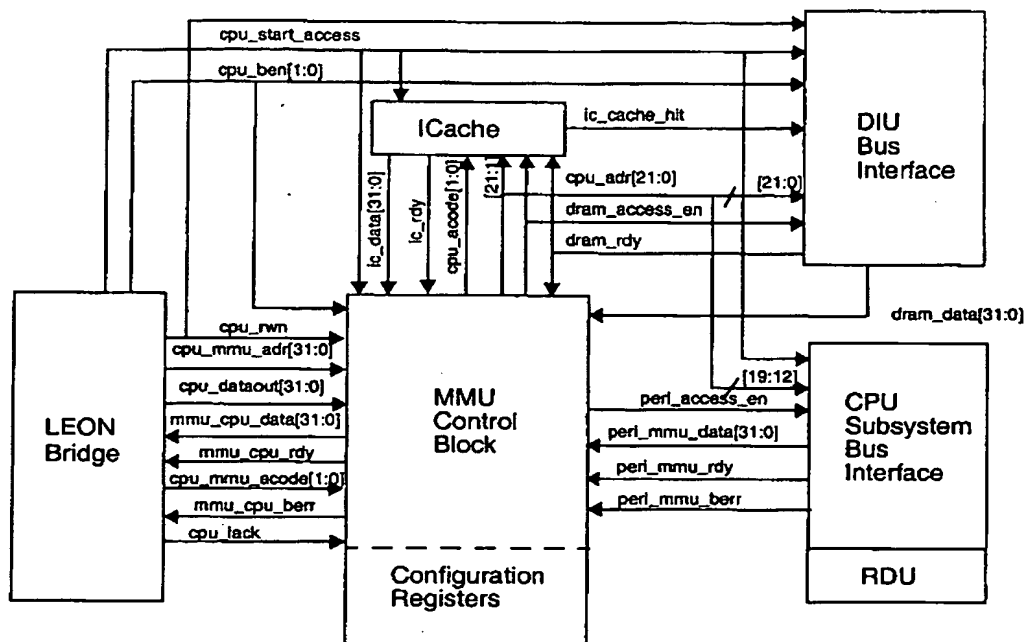 cpu_start_access
cpu_ben[1:0]
ICache
ic_cache_hit
DIU
Bus
Interface
ic_data[31:0]
ic_rdy
cpu_acode[1:0]
[21:1]
cpu_adr[21:0]
[21:0]
dram_access_en
dram_rdy
dram_data[31:0]
LEON
Bridge
cpu_rwn
cpu_mmu_adr[31:0]
cpu_dataout[31:0]
mmu_cpu_data[31:0]
mmu_cpu_rdy
cpu_mmu_acode[1:0]
mmu_cpu_berr
cpu_iack
MMU
Control
Block
Configuration
Registers
[19:12]
peri_access_en
peri_mmu_data[31:0]
peri_mmu_rdy
peri_mmu_berr
CPU
Subsystem
Bus
Interface
RDU